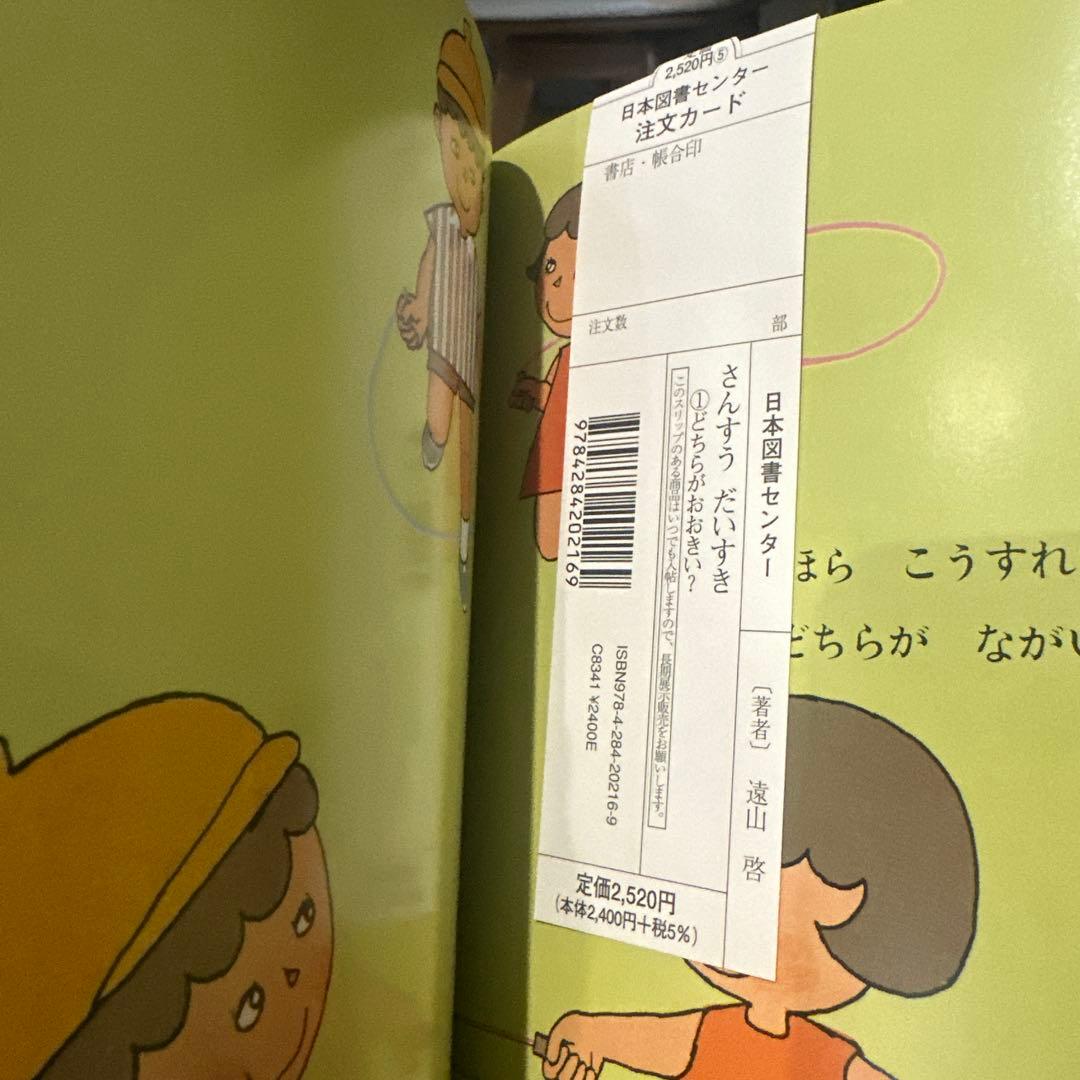 2,520円⑤
日本図書センター
注文カード
書店・帳合印
注文数
部
日本図書センター
〔著者〕 遠山 啓
さんすう だいすき
①どちらがおおきい?
このスリップのある商品はいつでも入帖しますので、長期展示販売をお願いします。
9784284202169
ISBN978-4-284-20216-9
C8341 ¥2400E
定価2,520円
(本体2,400円+税5%)
ほら こうすれ
どちらが なが